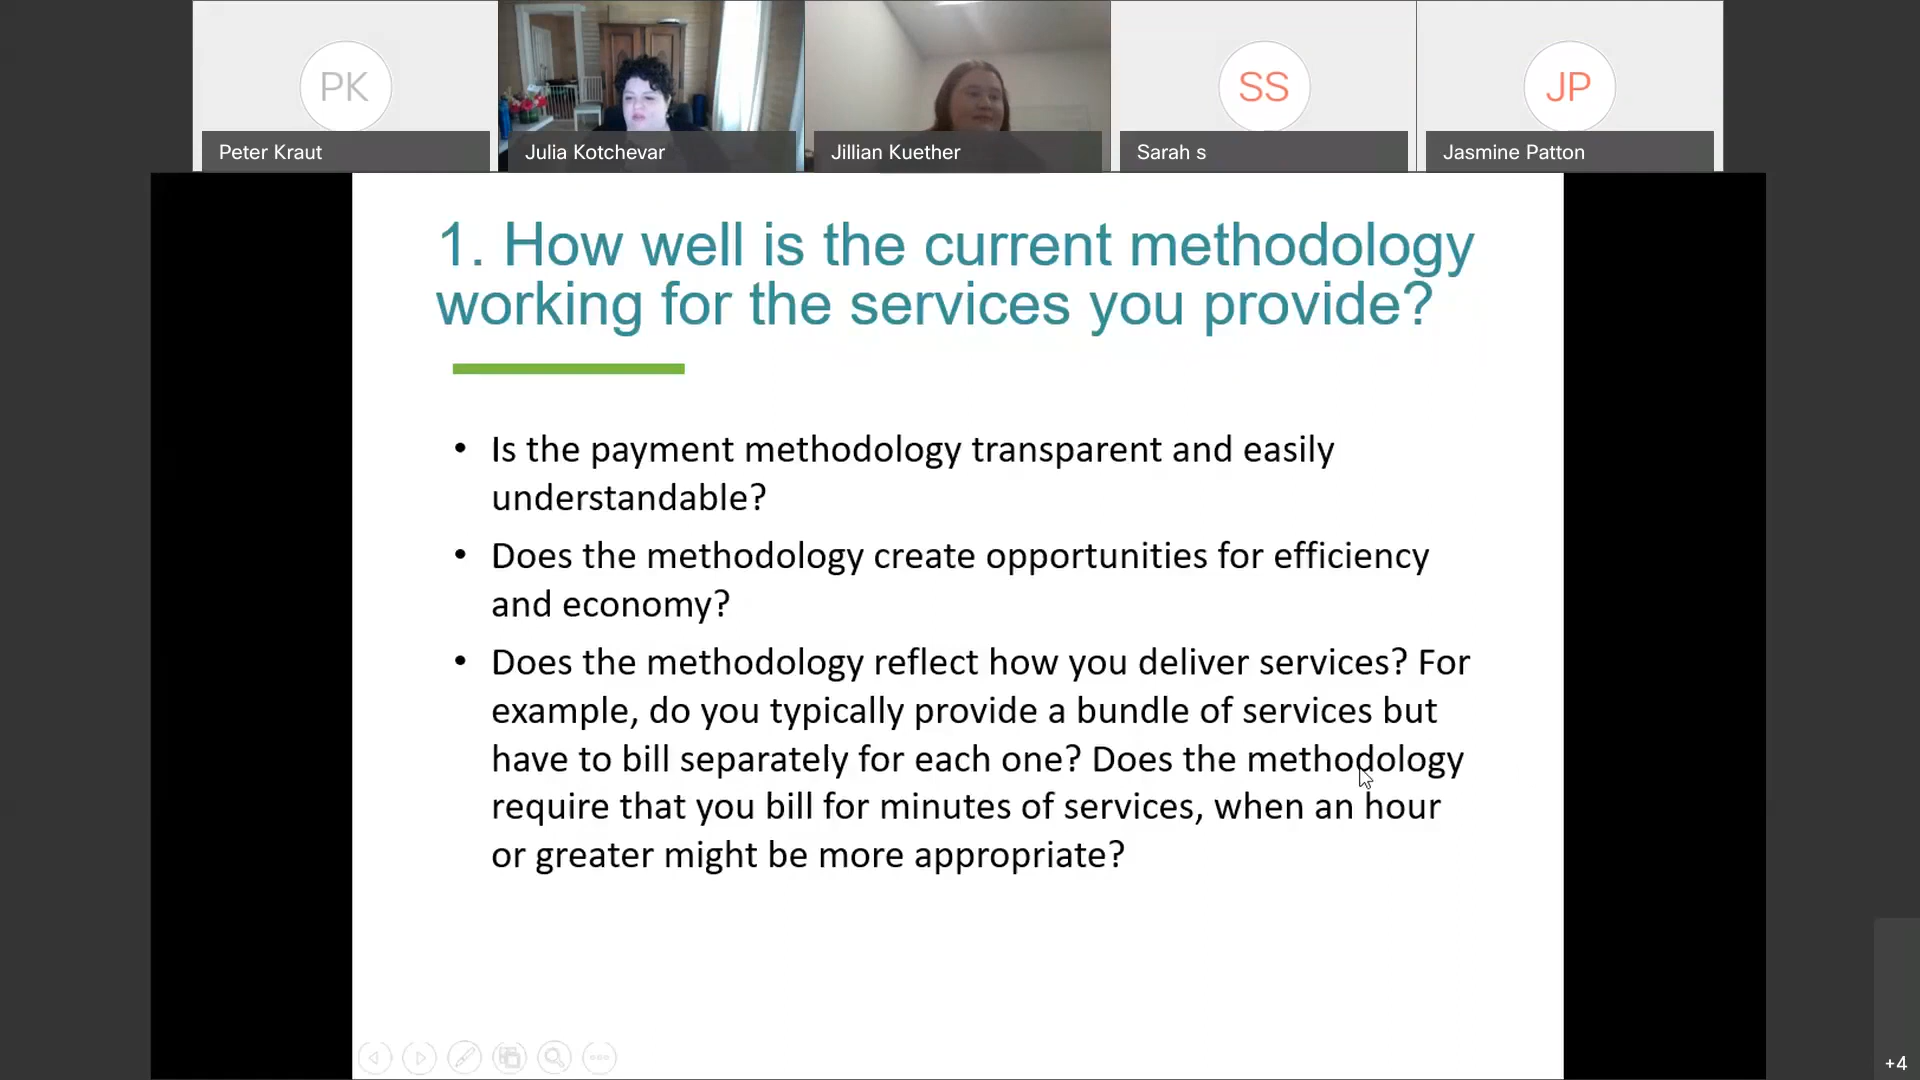 PK
SS
JP
Peter Kraut
Julia Kotchevar
Jillian Kuether
Sarah s
Jasmine Patton
1. How well is the current methodology
working for the services you provide?
• Is the payment methodology transparent and easily
understandable?
• Does the methodology create opportunities for efficiency
and economy?
• Does the methodology reflect how you deliver services? For
example, do you typically provide a bundle of services but
have to bill separately for each one? Does the methodology
require that you bill for minutes of services, when an hour
or greater might be more appropriate?
+4